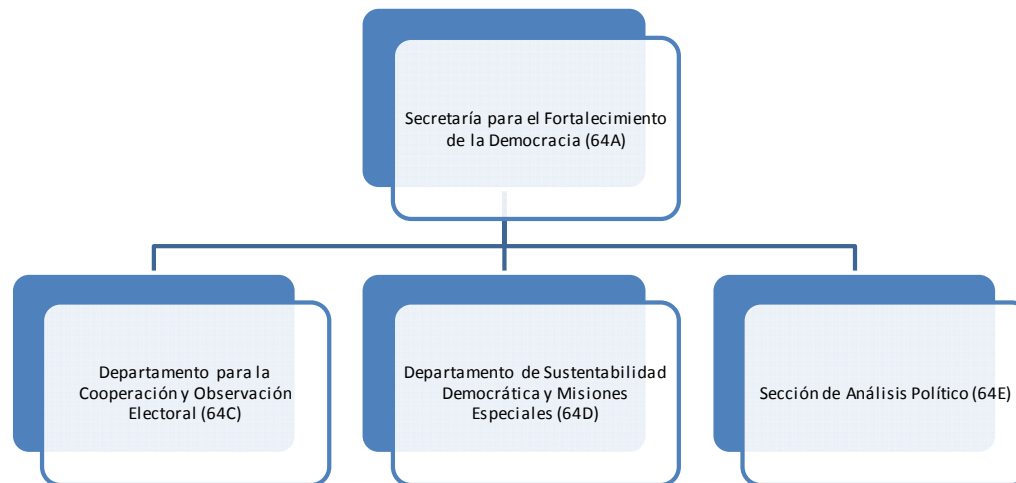 Secretaría para el Fortalecimiento
de la Democracia (64A)
Departamento para la
Cooperación y Observación
Electoral (64C)
Departamento de Sustentabilidad
Democrática y Misiones
Especiales (64D)
Sección de Análisis Político (64E)